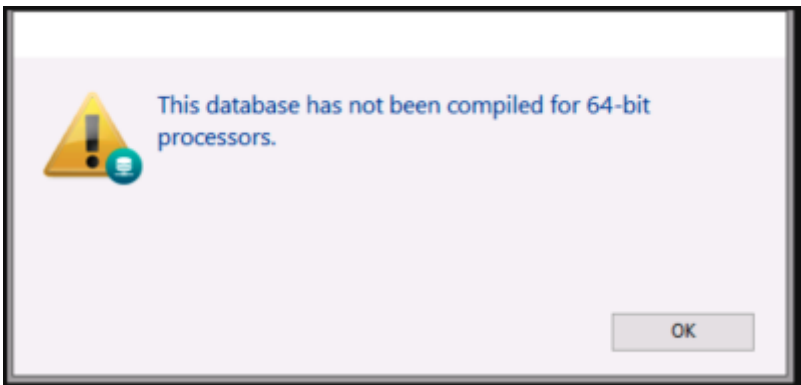 This database has not been compiled for 64-bit
processors.
OK